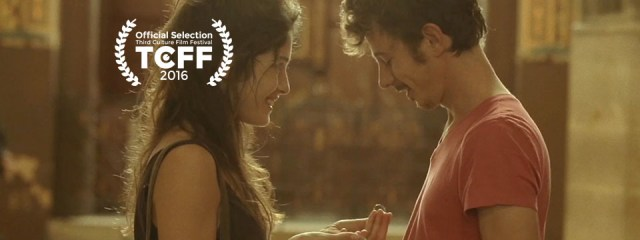 Official Selection
Third Culture Film Festival
TCFF
2016